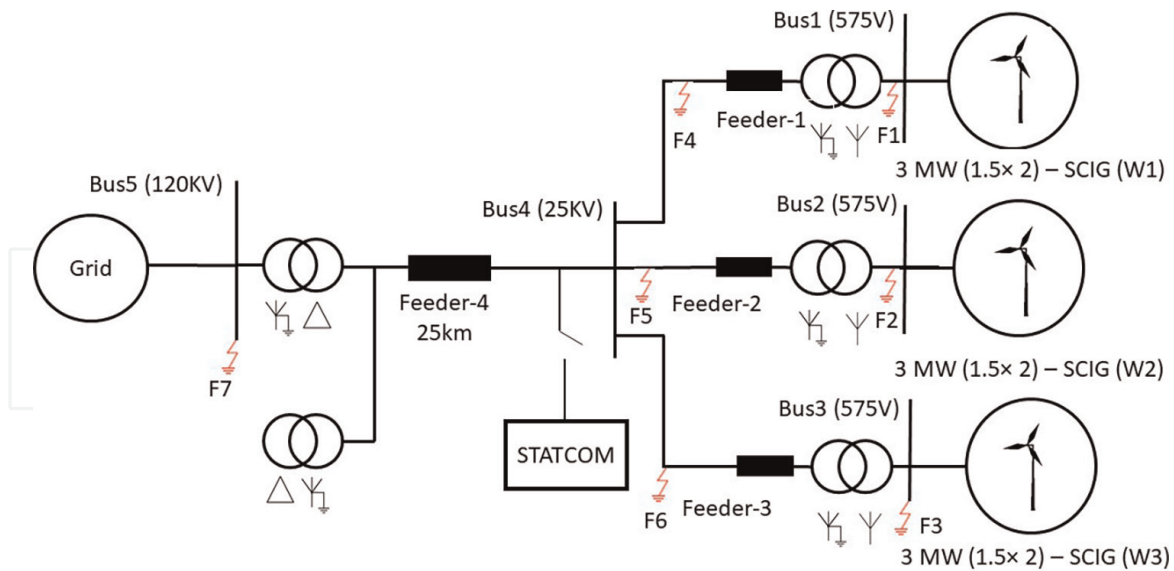 Bus1 (575V)
Feeder-1
F4
F1
3 MW (1.5× 2) – SCIG (W1)
Bus5 (120KV)
Bus4 (25KV)
Bus2 (575V)
Grid
Feeder-4
25km
F5
Feeder-2
F2
F7
3 MW (1.5× 2) – SCIG (W2)
Bus3 (575V)
STATCOM
F6
Feeder-3
F3
3 MW (1.5× 2) – SCIG (W3)